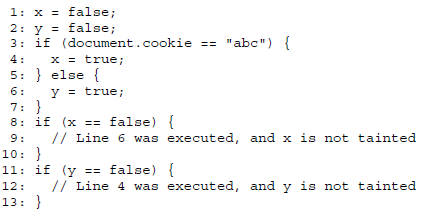 1: x = false;
2: y = false;
3: if (document.cookie == "abc") {
4:    x = true;
5: } else {
6:    y = true;
7: }
8: if (x == false) {
9:    // Line 6 was executed, and x is not tainted
10: }
11: if (y == false) {
12:    // Line 4 was executed, and y is not tainted
13: }